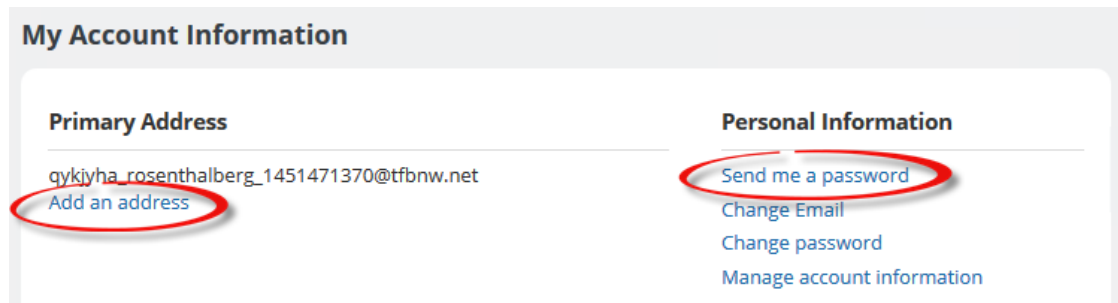 My Account Information
Primary Address
qykjyha_rosenthalberg_1451471370@tfbnw.net
Add an address
Personal Information
Send me a password
Change Email
Change password
Manage account information